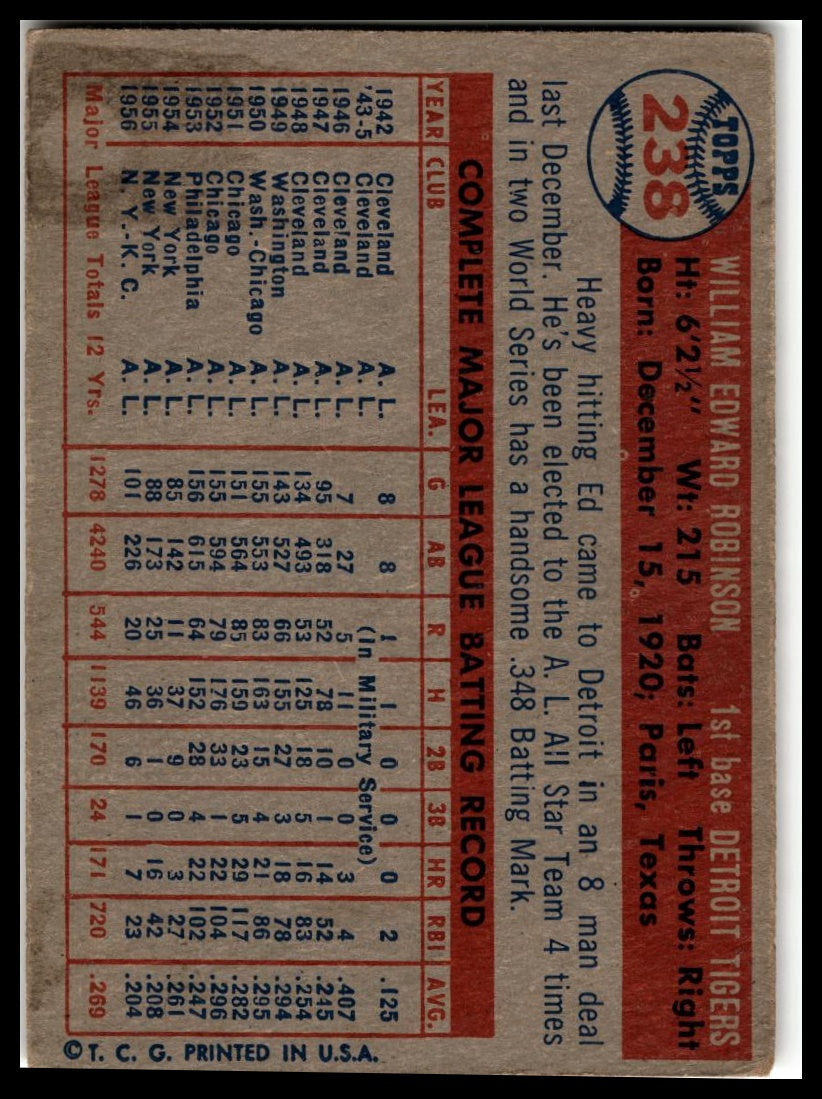 TOPPS
238
WILLIAM EDWARD ROBINSON 1st base DETROIT TIGERS
Ht: 6'2½" Wt: 215 Bats: Left Throws: Right
Born: December 15, 1920; Paris, Texas
Heavy hitting Ed came to Detroit in an 8 man deal
last December. He's been elected to the A. L. All Star Team 4 times
and in two World Series has a handsome .348 Batting Mark.
COMPLETE MAJOR LEAGUE BATTING RECORD
YEAR CLUB LEA. G AB R H 2B 3B HR RBI AVG.
1942 Cleveland A. L. 8 8 1 1 0 0 0 2 .125
'43-5 Cleveland A. L. (In Military Service)
1946 Cleveland A. L. 7 27 5 11 0 0 3 4 .407
1947 Cleveland A. L. 95 318 52 78 10 1 14 52 .245
1948 Cleveland A. L. 134 493 53 125 18 5 16 83 .254
1949 Washington A. L. 143 527 66 155 27 3 18 78 .294
1950 Wash.-Chicago A. L. 155 553 83 163 15 4 21 86 .295
1951 Chicago A. L. 151 564 85 159 23 5 29 117 .282
1952 Chicago A. L. 155 594 79 176 33 1 22 104 .296
1953 Philadelphia A. L. 156 615 64 152 28 4 22 102 .247
1954 New York A. L. 85 142 11 37 9 0 3 27 .261
1955 New York A. L. 88 173 25 36 1 0 16 42 .208
1956 N. Y.-K. C. A. L. 101 226 20 46 6 1 7 23 .204
Major League Totals 12 Yrs. 1278 4240 544 1139 170 24 171 720 .269
© T. C. G. PRINTED IN U.S.A.